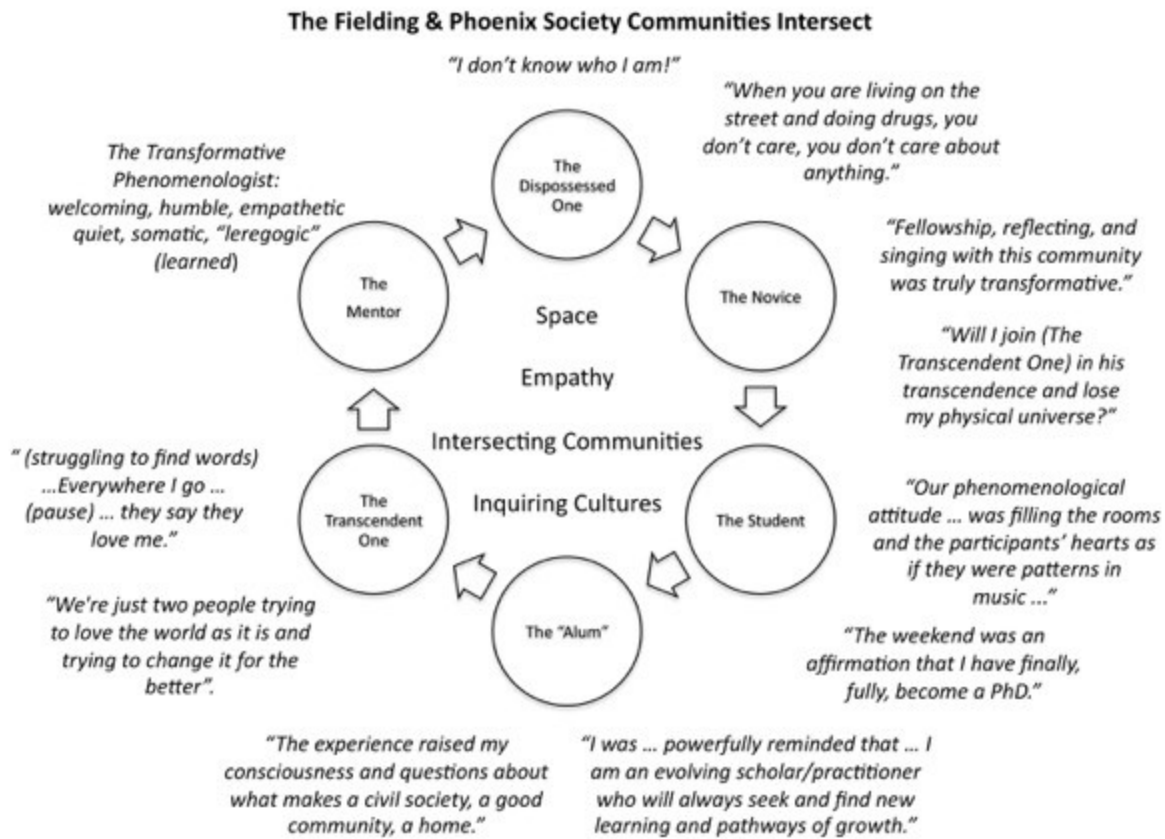 The Fielding & Phoenix Society Communities Intersect
“I don’t know who I am!”
“When you are living on the
street and doing drugs, you
don’t care, you don’t care about
anything.”
The Transformative
Phenomenologist:
welcoming, humble, empathetic
quiet, somatic, “leregogic”
(learned)
The
Dispossessed
One
The
Mentor
The Novice
“Fellowship, reflecting, and
singing with this community
was truly transformative.”
Space
Empathy
Intersecting Communities
Inquiring Cultures
“Will I join (The
Transcendent One) in his
transcendence and lose
my physical universe?”
“ (struggling to find words)
…Everywhere I go …
(pause) … they say they
love me.”
The
Transcendent
One
The Student
“Our phenomenological
attitude … was filling the rooms
and the participants’ hearts as
if they were patterns in
music …”
“We're just two people trying
to love the world as it is and
trying to change it for the
better”.
The “Alum”
“The weekend was an
affirmation that I have finally,
fully, become a PhD.”
“The experience raised my
consciousness and questions about
what makes a civil society, a good
community, a home.”
“I was … powerfully reminded that … I
am an evolving scholar/practitioner
who will always seek and find new
learning and pathways of growth.”